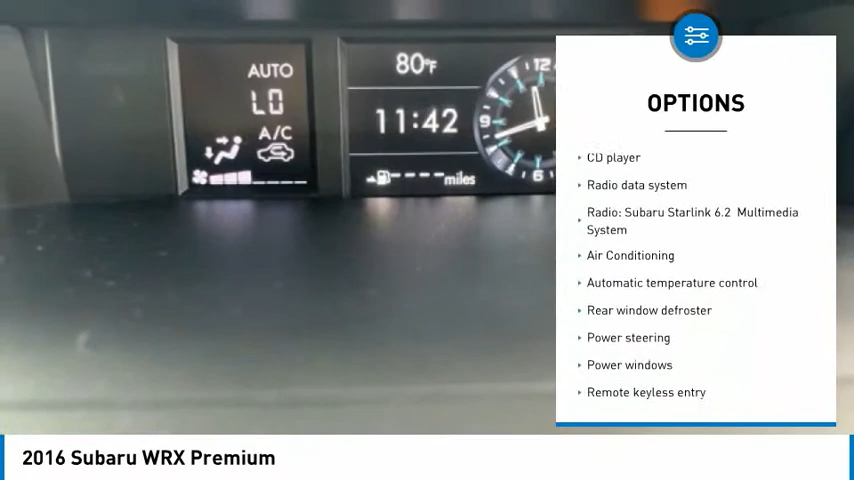 AUTO
LO
A/C
80°F
11:42
---- miles
12
9
6
OPTIONS
CD player
Radio data system
Radio: Subaru Starlink 6.2 Multimedia
System
Air Conditioning
Automatic temperature control
Rear window defroster
Power steering
Power windows
Remote keyless entry
2016 Subaru WRX Premium